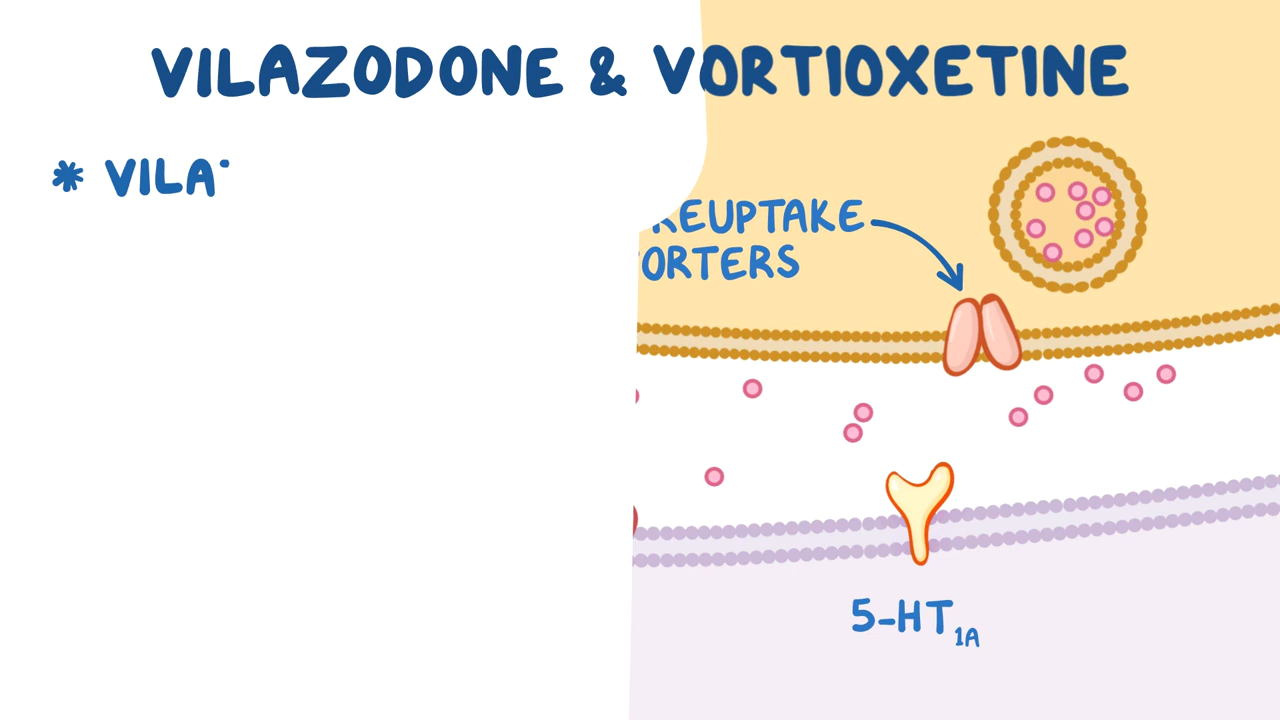 VILAZODONE & VORTIOXETINE
* VILA
REUPTAKE
ORTERS
5-HT1A